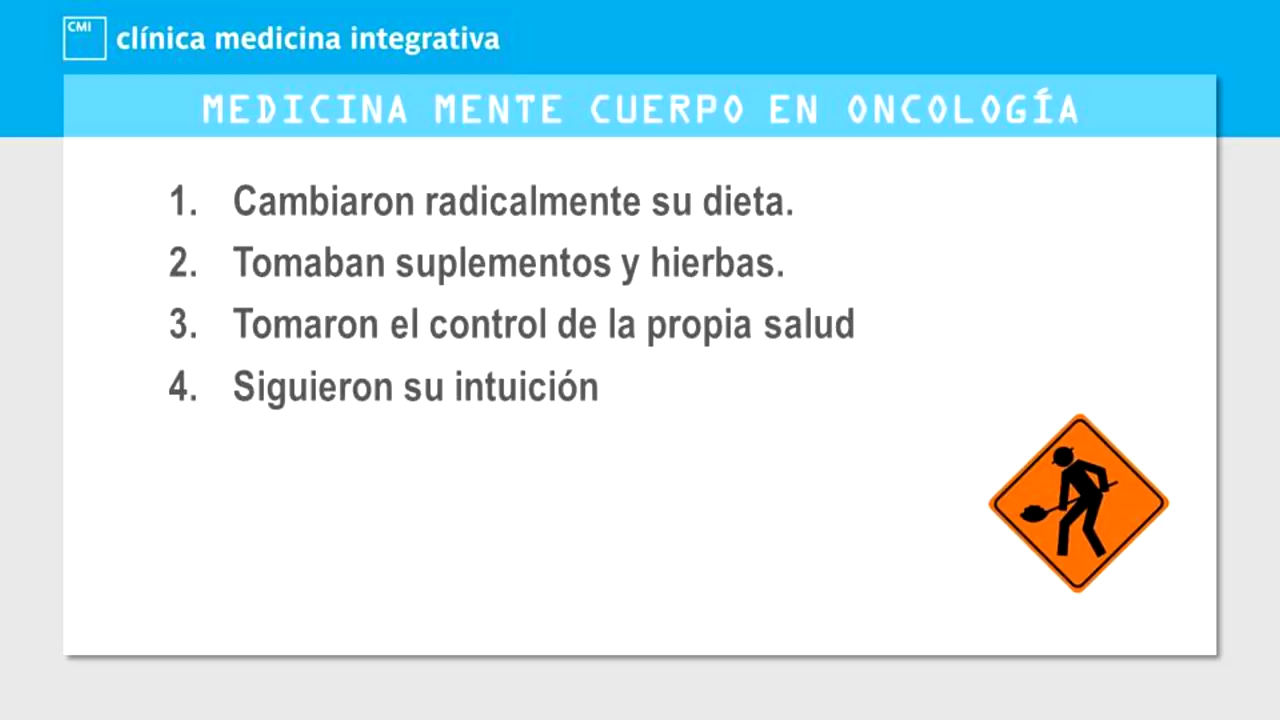 CMI
clínica medicina integrativa
MEDICINA MENTE CUERPO EN ONCOLOGÍA
1. Cambiaron radicalmente su dieta.
2. Tomaban suplementos y hierbas.
3. Tomaron el control de la propia salud
4. Siguieron su intuición